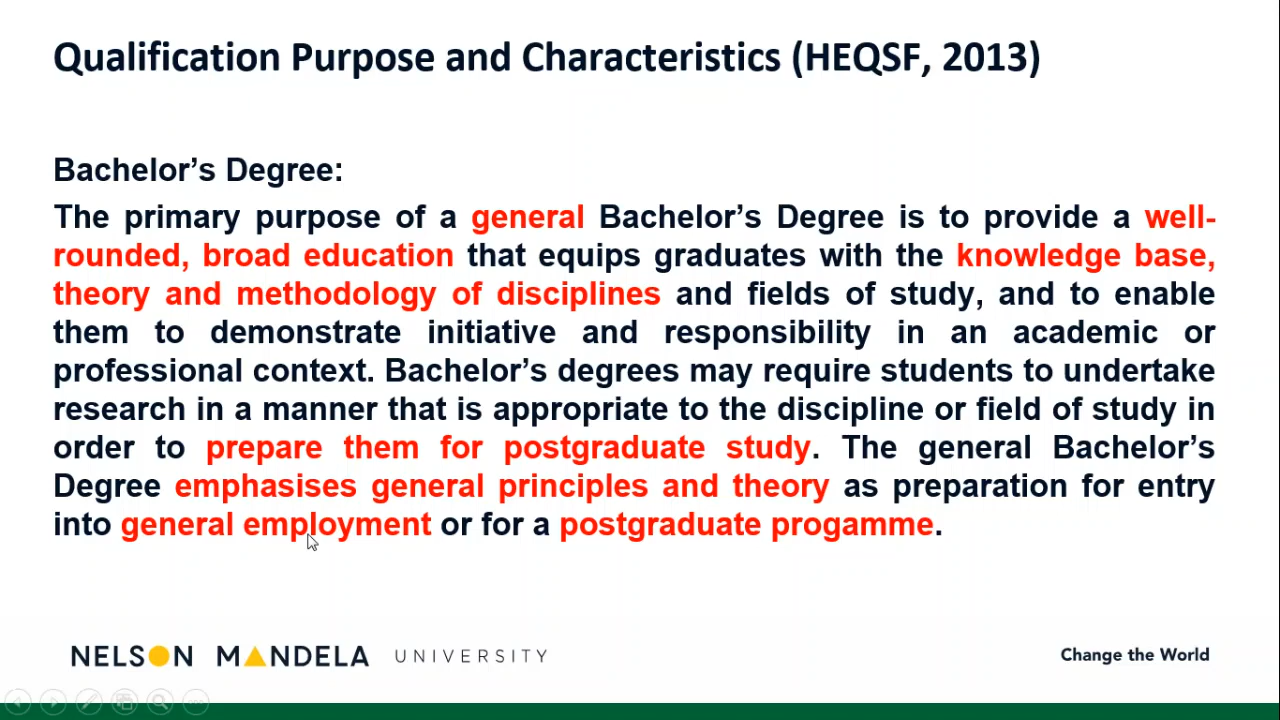 Qualification Purpose and Characteristics (HEQSF, 2013)
Bachelor’s Degree:
The primary purpose of a general Bachelor’s Degree is to provide a well-
rounded, broad education that equips graduates with the knowledge base,
theory and methodology of disciplines and fields of study, and to enable
them to demonstrate initiative and responsibility in an academic or
professional context. Bachelor’s degrees may require students to undertake
research in a manner that is appropriate to the discipline or field of study in
order to prepare them for postgraduate study. The general Bachelor’s
Degree emphasises general principles and theory as preparation for entry
into general employment or for a postgraduate progamme.
NELSON MANDELA UNIVERSITY
Change the World